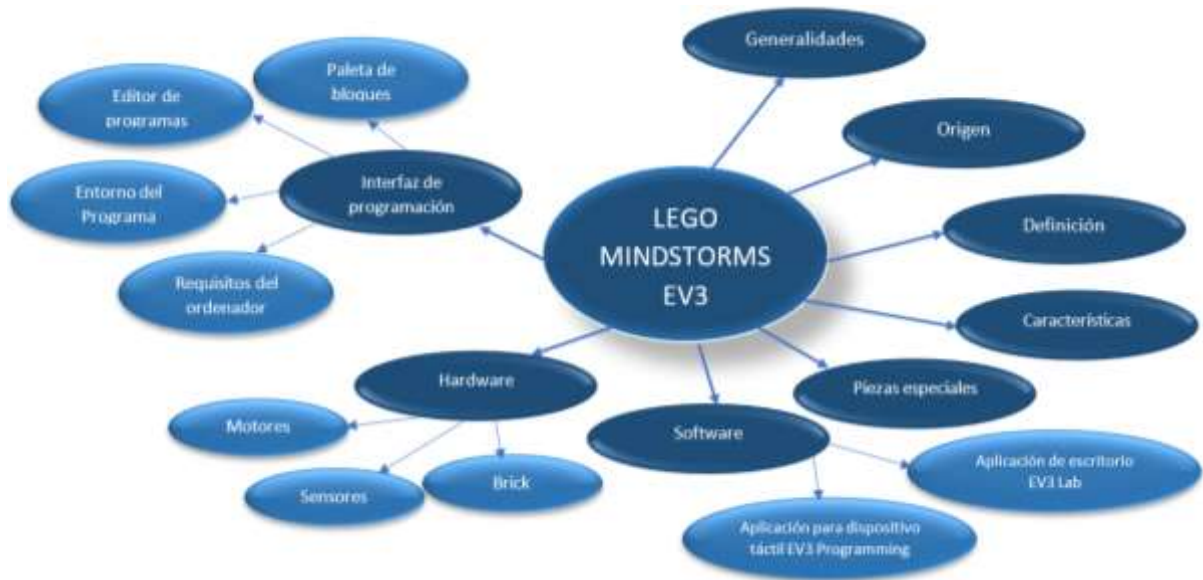 Generalidades
Paleta de
bloques
Editor de
programas
Origen
Interfaz de
programación
Entorno del
Programa
LEGO
MINDSTORMS
EV3
Definición
Requisitos del
ordenador
Características
Hardware
Piezas especiales
Motores
Software
Sensores
Brick
Aplicación de escritorio
EV3 Lab
Aplicación para dispositivo
táctil EV3 Programming